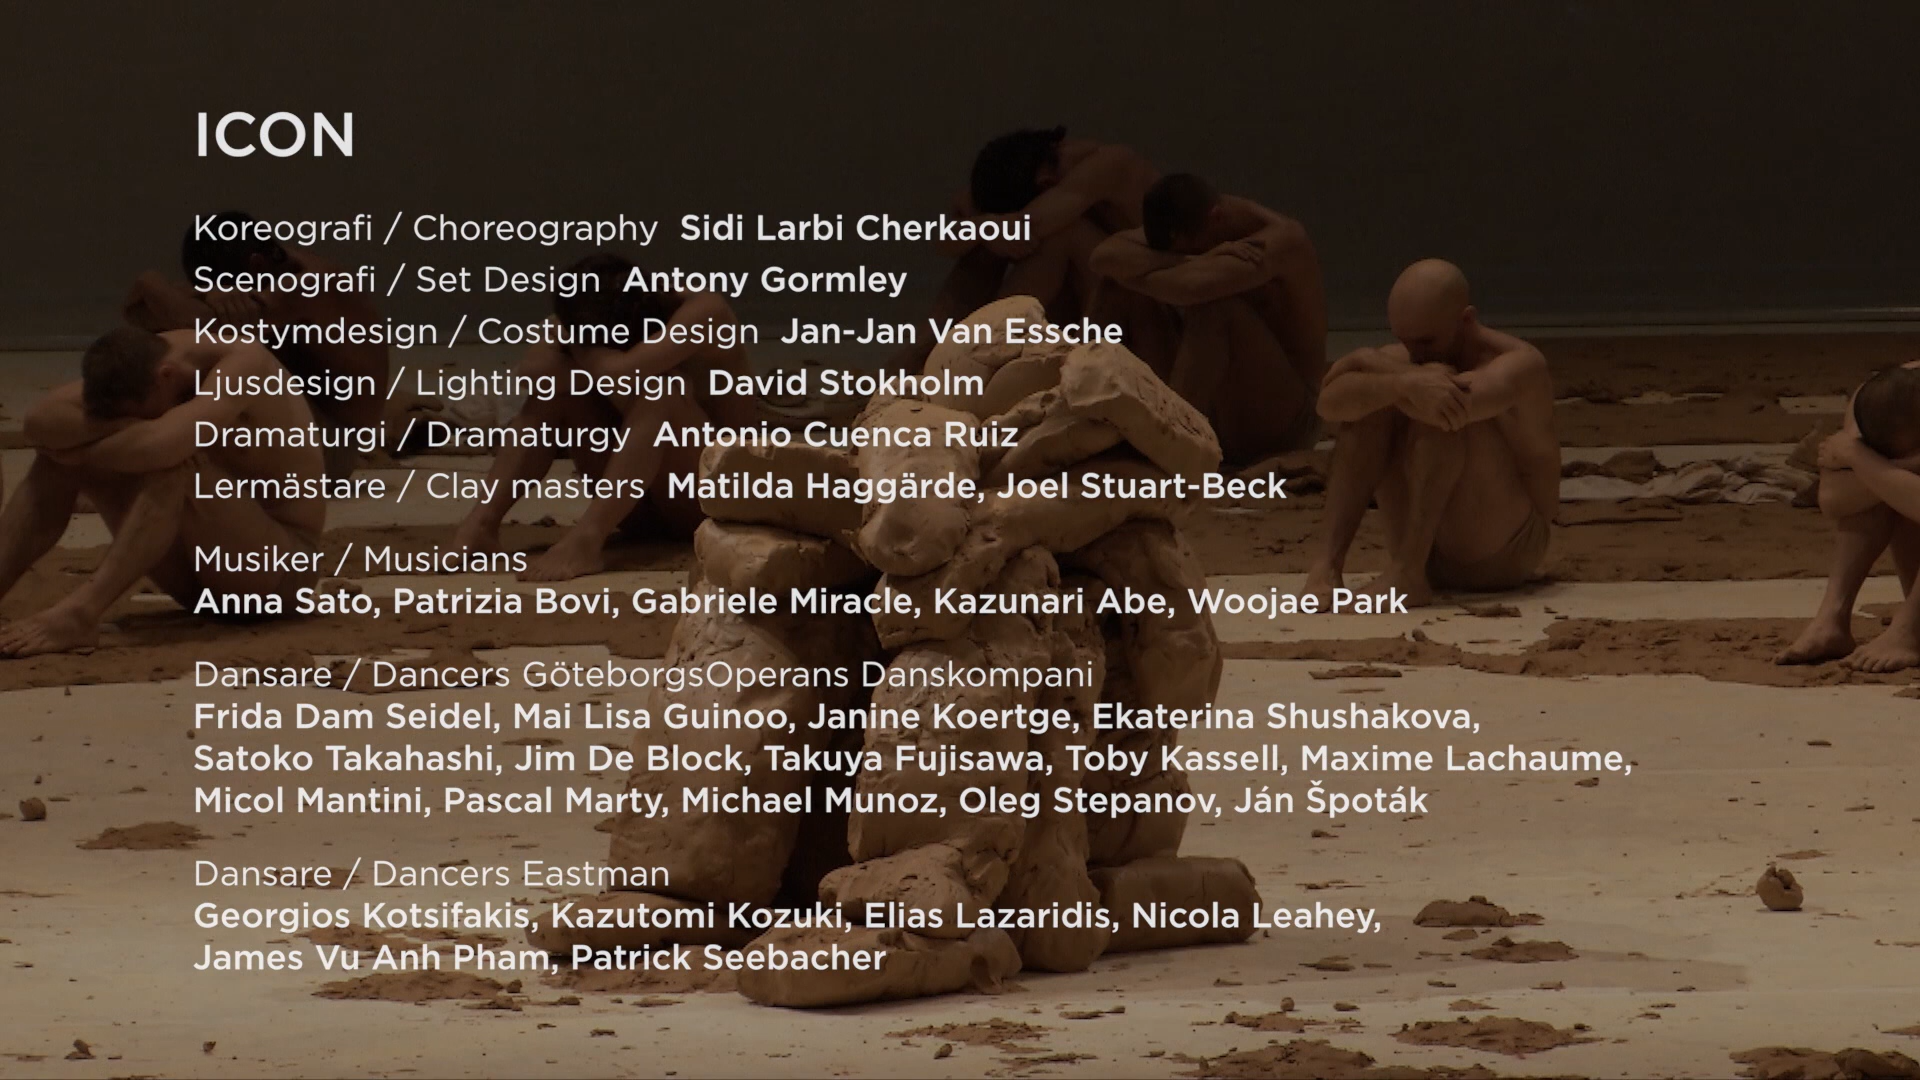 ICON
Koreografi / Choreography Sidi Larbi Cherkaoui
Scenografi / Set Design Antony Gormley
Kostymdesign / Costume Design Jan-Jan Van Essche
Ljusdesign / Lighting Design David Stokholm
Dramaturgi / Dramaturgy Antonio Cuenca Ruiz
Lermästare / Clay masters Matilda Haggärde, Joel Stuart-Beck
Musiker / Musicians
Anna Sato, Patrizia Bovi, Gabriele Miracle, Kazunari Abe, Woojae Park
Dansare / Dancers GöteborgsOperans Danskompani
Frida Dam Seidel, Mai Lisa Guinoo, Janine Koertge, Ekaterina Shushakova,
Satoko Takahashi, Jim De Block, Takuya Fujisawa, Toby Kassell, Maxime Lachaume,
Micol Mantini, Pascal Marty, Michael Munoz, Oleg Stepanov, Ján Špoták
Dansare / Dancers Eastman
Georgios Kotsifakis, Kazutomi Kozuki, Elias Lazaridis, Nicola Leahey,
James Vu Anh Pham, Patrick Seebacher